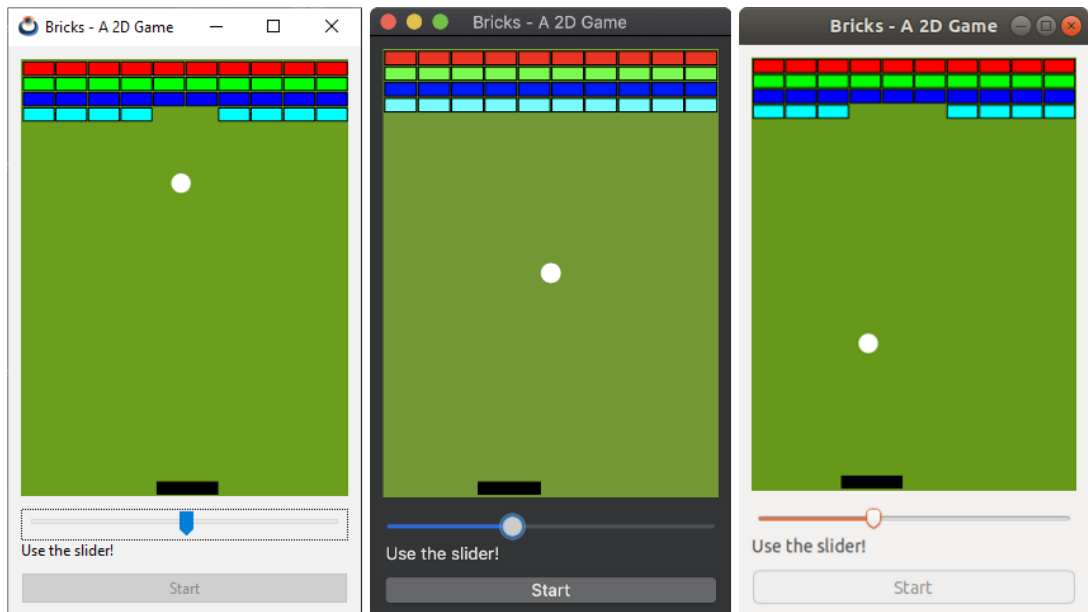 Bricks - A 2D Game
Use the slider!
Start
Bricks - A 2D Game
Use the slider!
Start
Bricks - A 2D Game
Use the slider!
Start